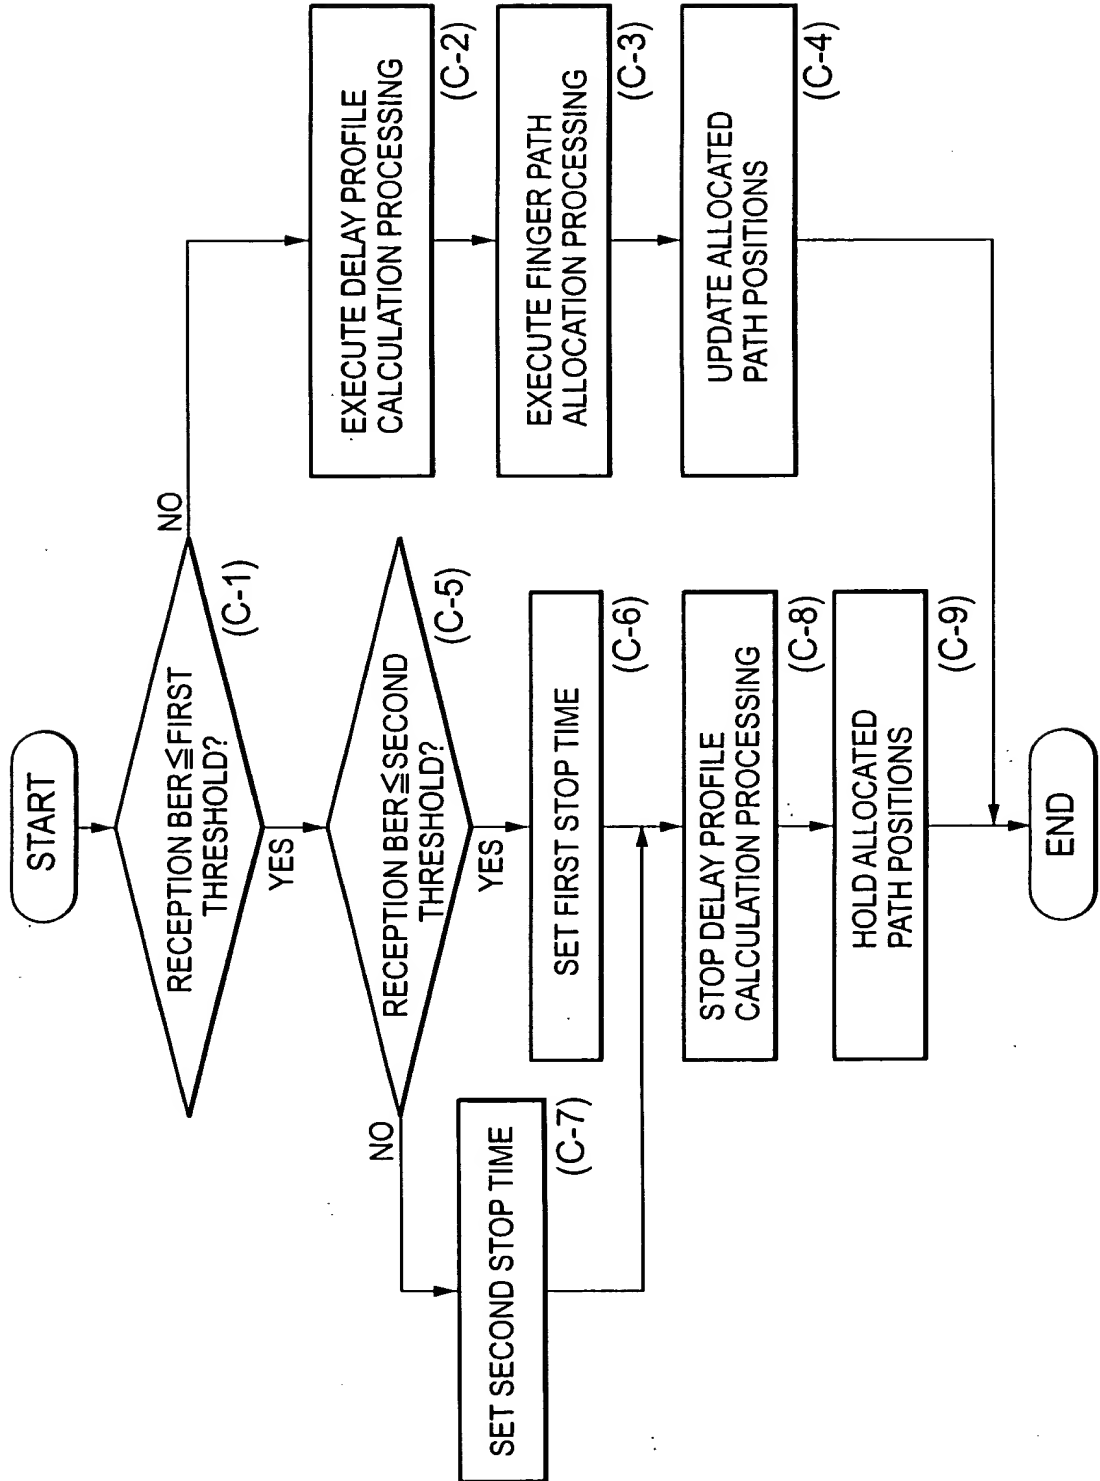 START
RECEPTION BER≦FIRST
THRESHOLD?
(C-1)
NO
YES
EXECUTE DELAY PROFILE
CALCULATION PROCESSING
(C-2)
EXECUTE FINGER PATH
ALLOCATION PROCESSING
(C-3)
UPDATE ALLOCATED
PATH POSITIONS
(C-4)
RECEPTION BER≦SECOND
THRESHOLD?
(C-5)
NO
YES
SET FIRST STOP TIME
(C-6)
SET SECOND STOP TIME
(C-7)
STOP DELAY PROFILE
CALCULATION PROCESSING
(C-8)
HOLD ALLOCATED
PATH POSITIONS
(C-9)
END